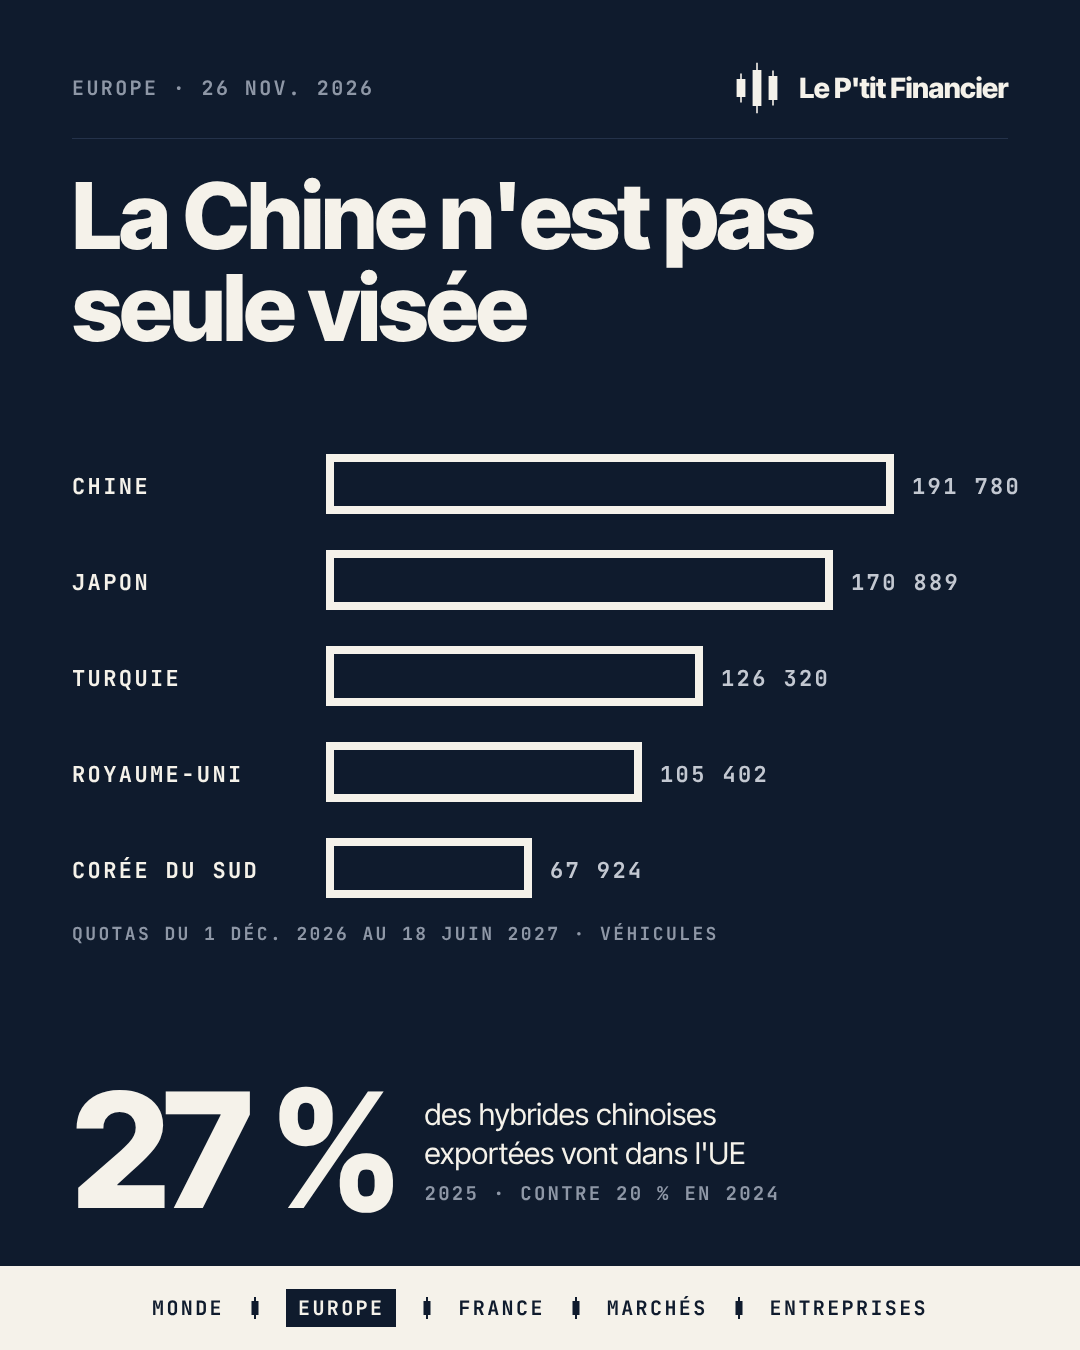 EUROPE · 26 NOV. 2026
Le P'tit Financier
La Chine n'est pas
seule visée
CHINE 191 780
JAPON 170 889
TURQUIE 126 320
ROYAUME-UNI 105 402
CORÉE DU SUD 67 924
QUOTAS DU 1 DÉC. 2026 AU 18 JUIN 2027 · VÉHICULES
27 %
des hybrides chinoises
exportées vont dans l'UE
2025 · CONTRE 20 % EN 2024
MONDE EUROPE FRANCE MARCHÉS ENTREPRISES